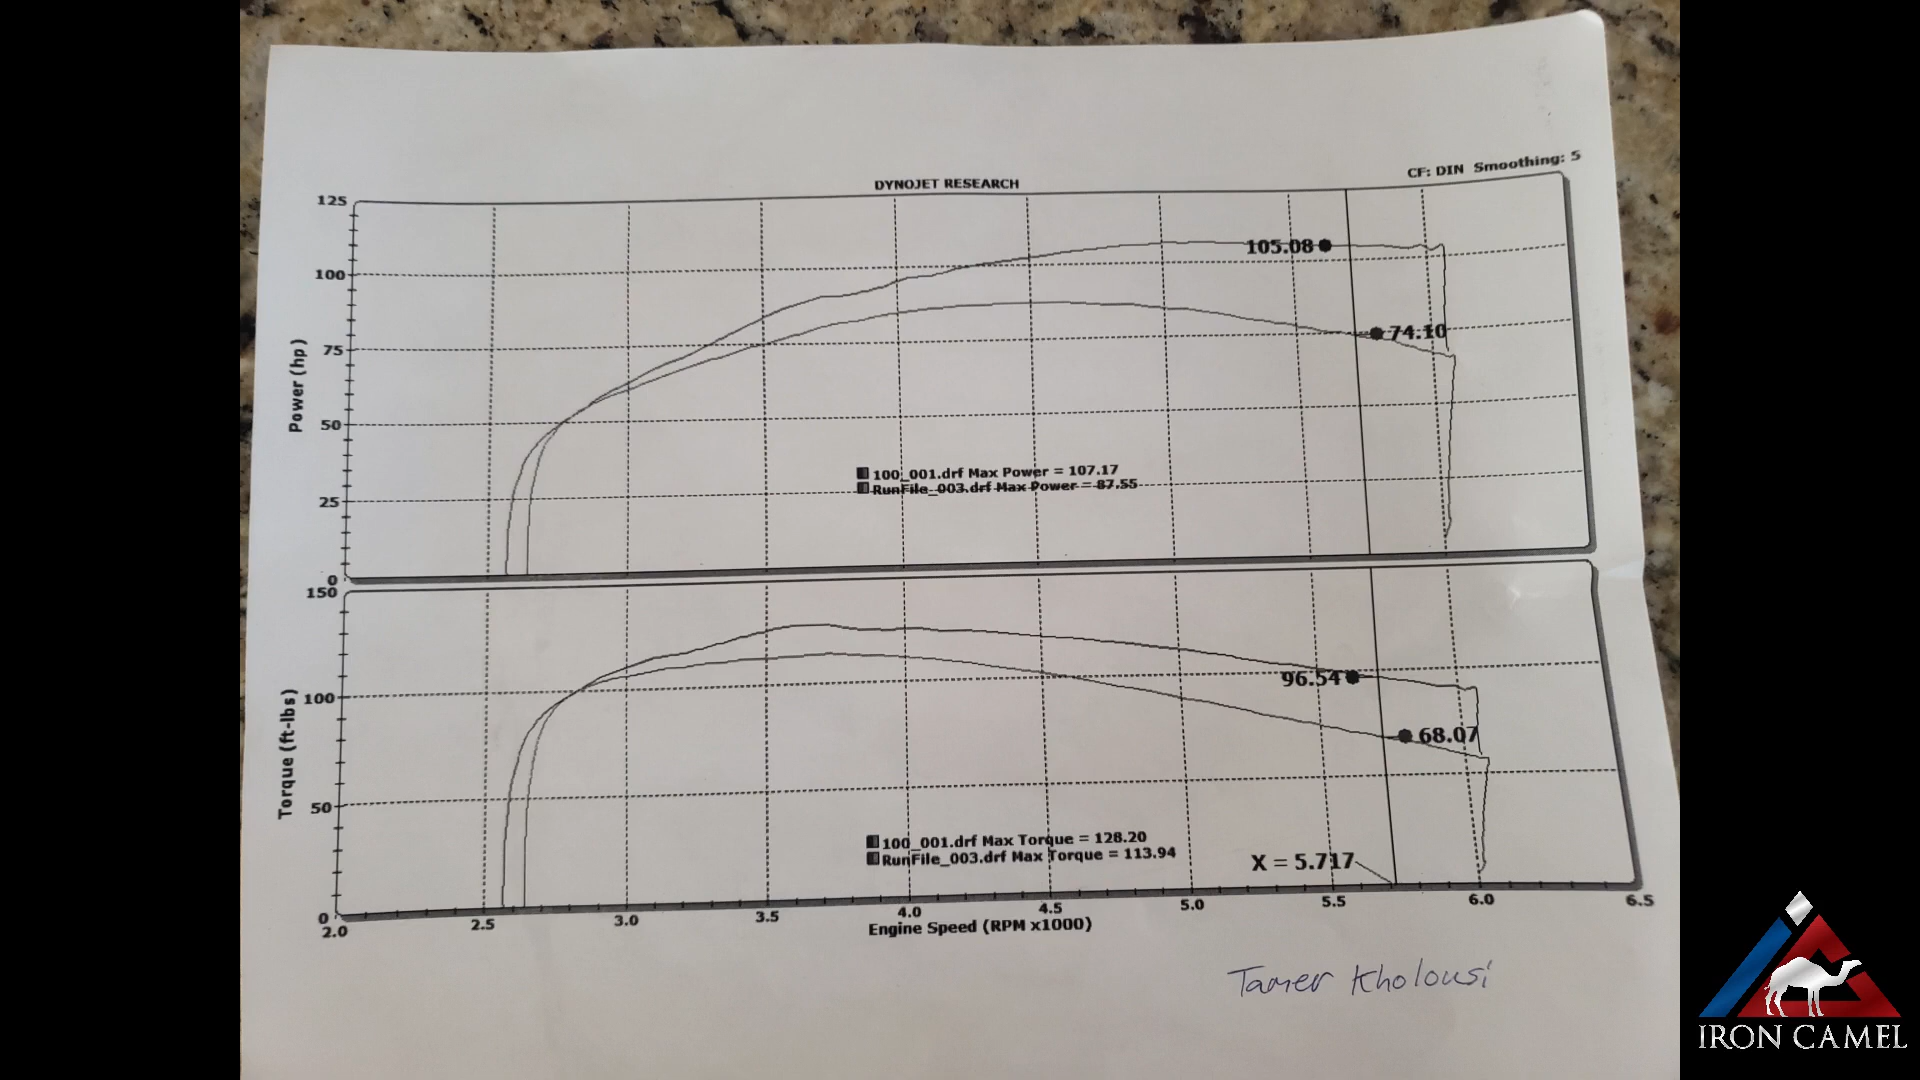 DYNOJET RESEARCH
CF: DIN Smoothing: 5
125
100
75
50
25
0
Power (hp)
105.08
74.10
100_001.drf Max Power = 107.17
RunFile_003.drf Max Power = 87.55
150
100
50
0
Torque (ft-lbs)
96.54
68.07
100_001.drf Max Torque = 128.20
RunFile_003.drf Max Torque = 113.94
X = 5.717
2.0 2.5 3.0 3.5 4.0 4.5 5.0 5.5 6.0 6.5
Engine Speed (RPM x1000)
Tamer Kholousi
IRON CAMEL